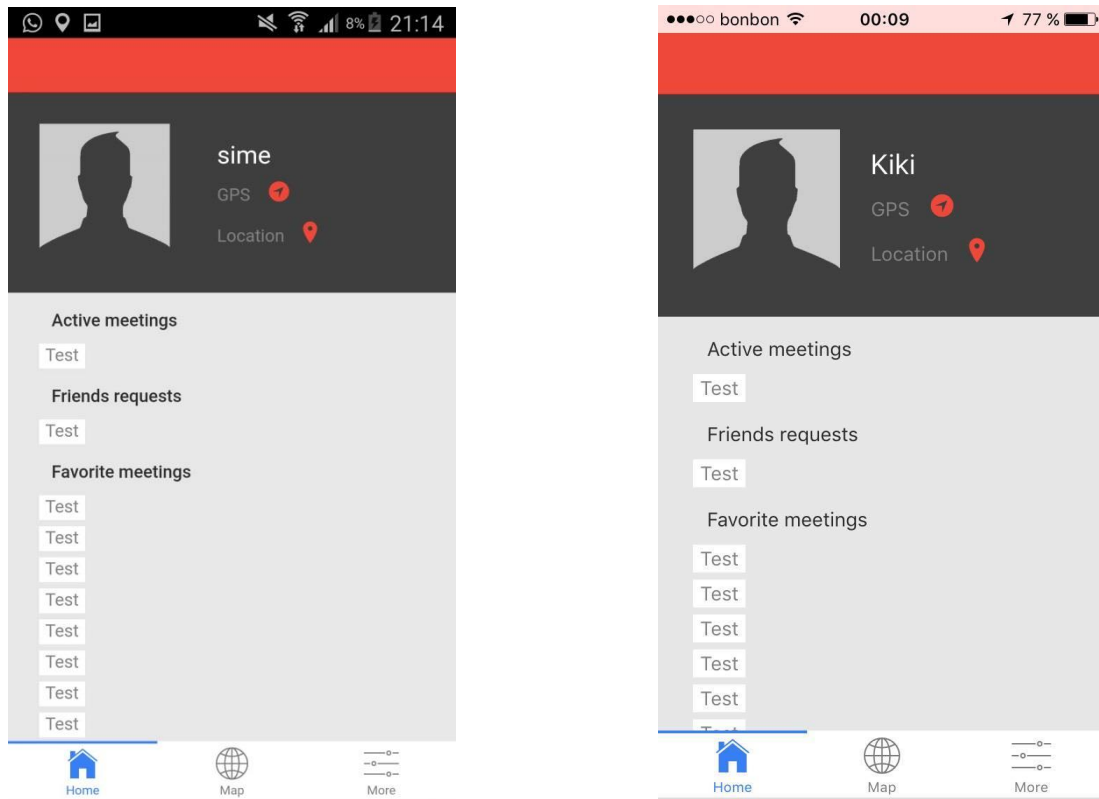 8% 21:14
sime
GPS
Location
Active meetings
Test
Friends requests
Test
Favorite meetings
Test
Test
Test
Test
Test
Test
Test
Test
Home Map More
bonbon 00:09 77 %
Kiki
GPS
Location
Active meetings
Test
Friends requests
Test
Favorite meetings
Test
Test
Test
Test
Test
Home Map More